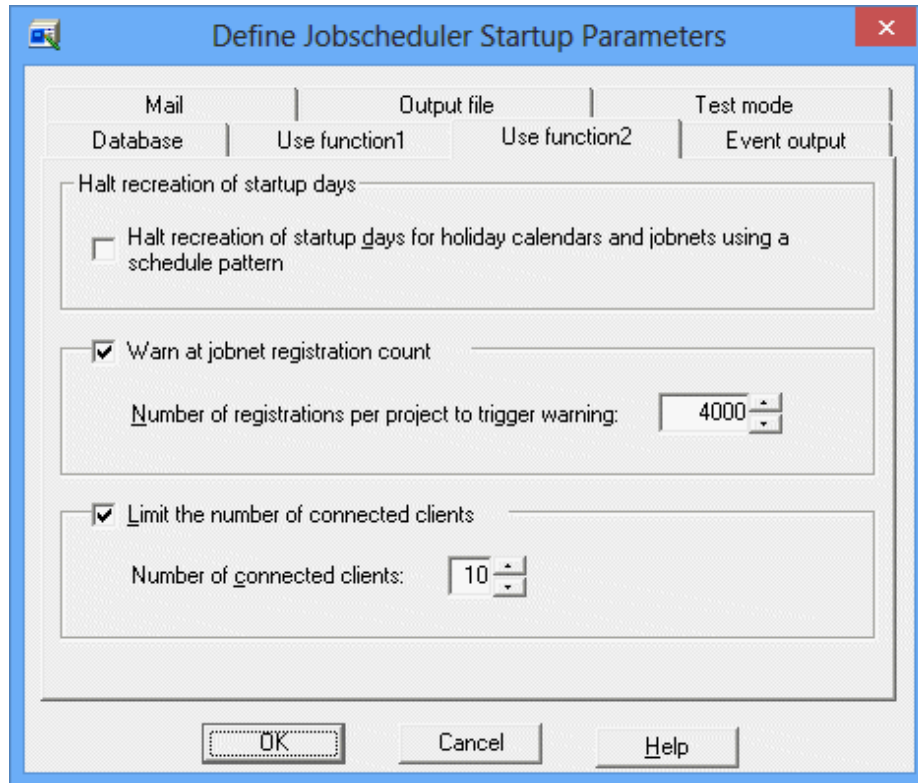 Define Jobscheduler Startup Parameters
Mail
Output file
Test mode
Database
Use function1
Use function2
Event output
Halt recreation of startup days
Halt recreation of startup days for holiday calendars and jobnets using a
schedule pattern
Warn at jobnet registration count
Number of registrations per project to trigger warning:
4000
Limit the number of connected clients
Number of connected clients:
10
OK
Cancel
Help